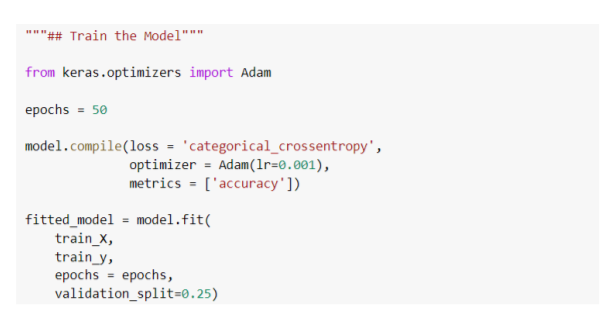 """## Train the Model"""
from keras.optimizers import Adam
epochs = 50
model.compile(loss = 'categorical_crossentropy',
optimizer = Adam(lr=0.001),
metrics = ['accuracy'])
fitted_model = model.fit(
train_X,
train_y,
epochs = epochs,
validation_split=0.25)